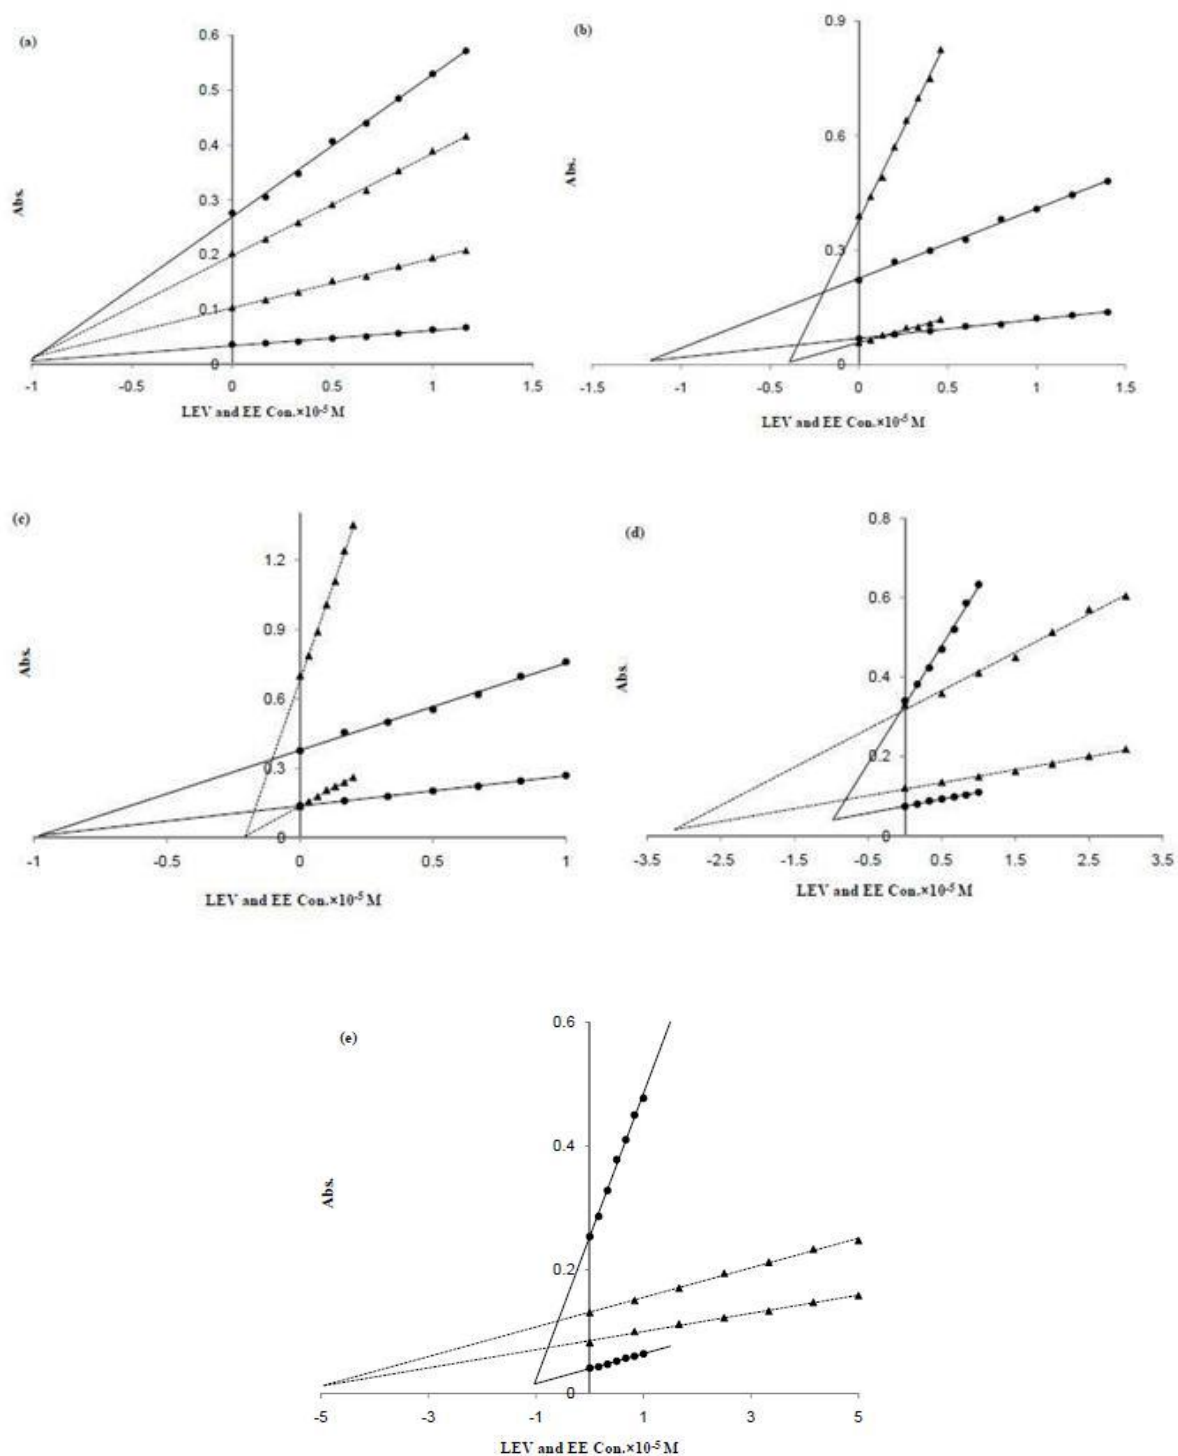 (a)
0.6
0.5
0.4
0.3
0.2
0.1
0
Abs.
-1 -0.5 0 0.5 1 1.5
LEV and EE Con.×10⁻⁵ M
(b)
0.9
0.6
0.3
0
Abs.
-1.5 -1 -0.5 0 0.5 1 1.5
LEV and EE Con.×10⁻⁵ M
(c)
1.2
0.9
0.6
0.3
0
Abs.
-1 -0.5 0 0.5 1
LEV and EE Con.×10⁻⁵ M
(d)
0.8
0.6
0.4
0.2
0
Abs.
-3.5 -2.5 -1.5 -0.5 0.5 1.5 2.5 3.5
LEV and EE Con.×10⁻⁵ M
(e)
0.6
0.4
0.2
0
Abs.
-5 -3 -1 1 3 5
LEV and EE Con.×10⁻⁵ M